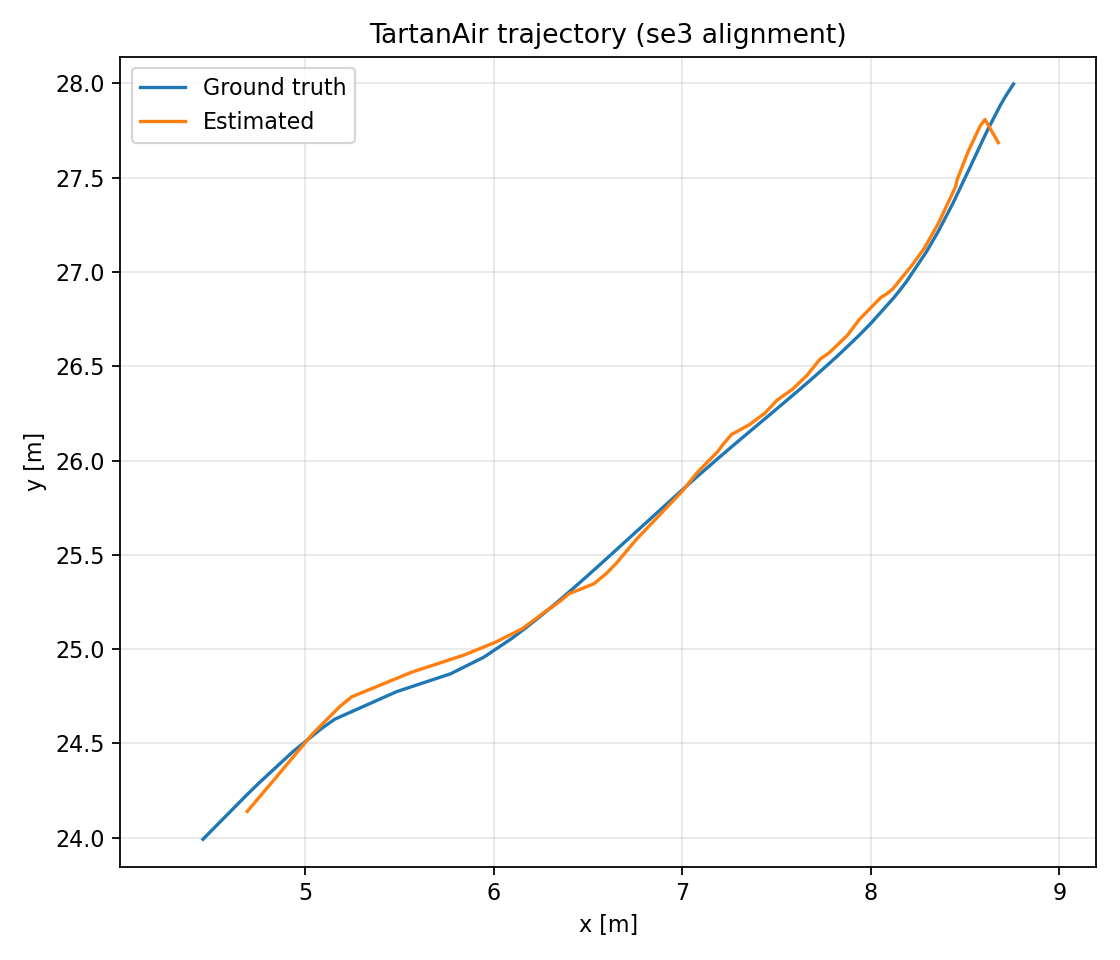 TartanAir trajectory (se3 alignment)
Ground truth
Estimated
28.0
27.5
27.0
26.5
26.0
25.5
25.0
24.5
24.0
y [m]
5 6 7 8 9
x [m]